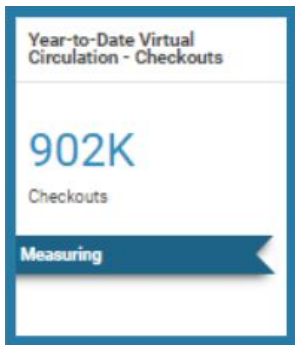 Year-to-Date Virtual
Circulation - Checkouts
902K
Checkouts
Measuring